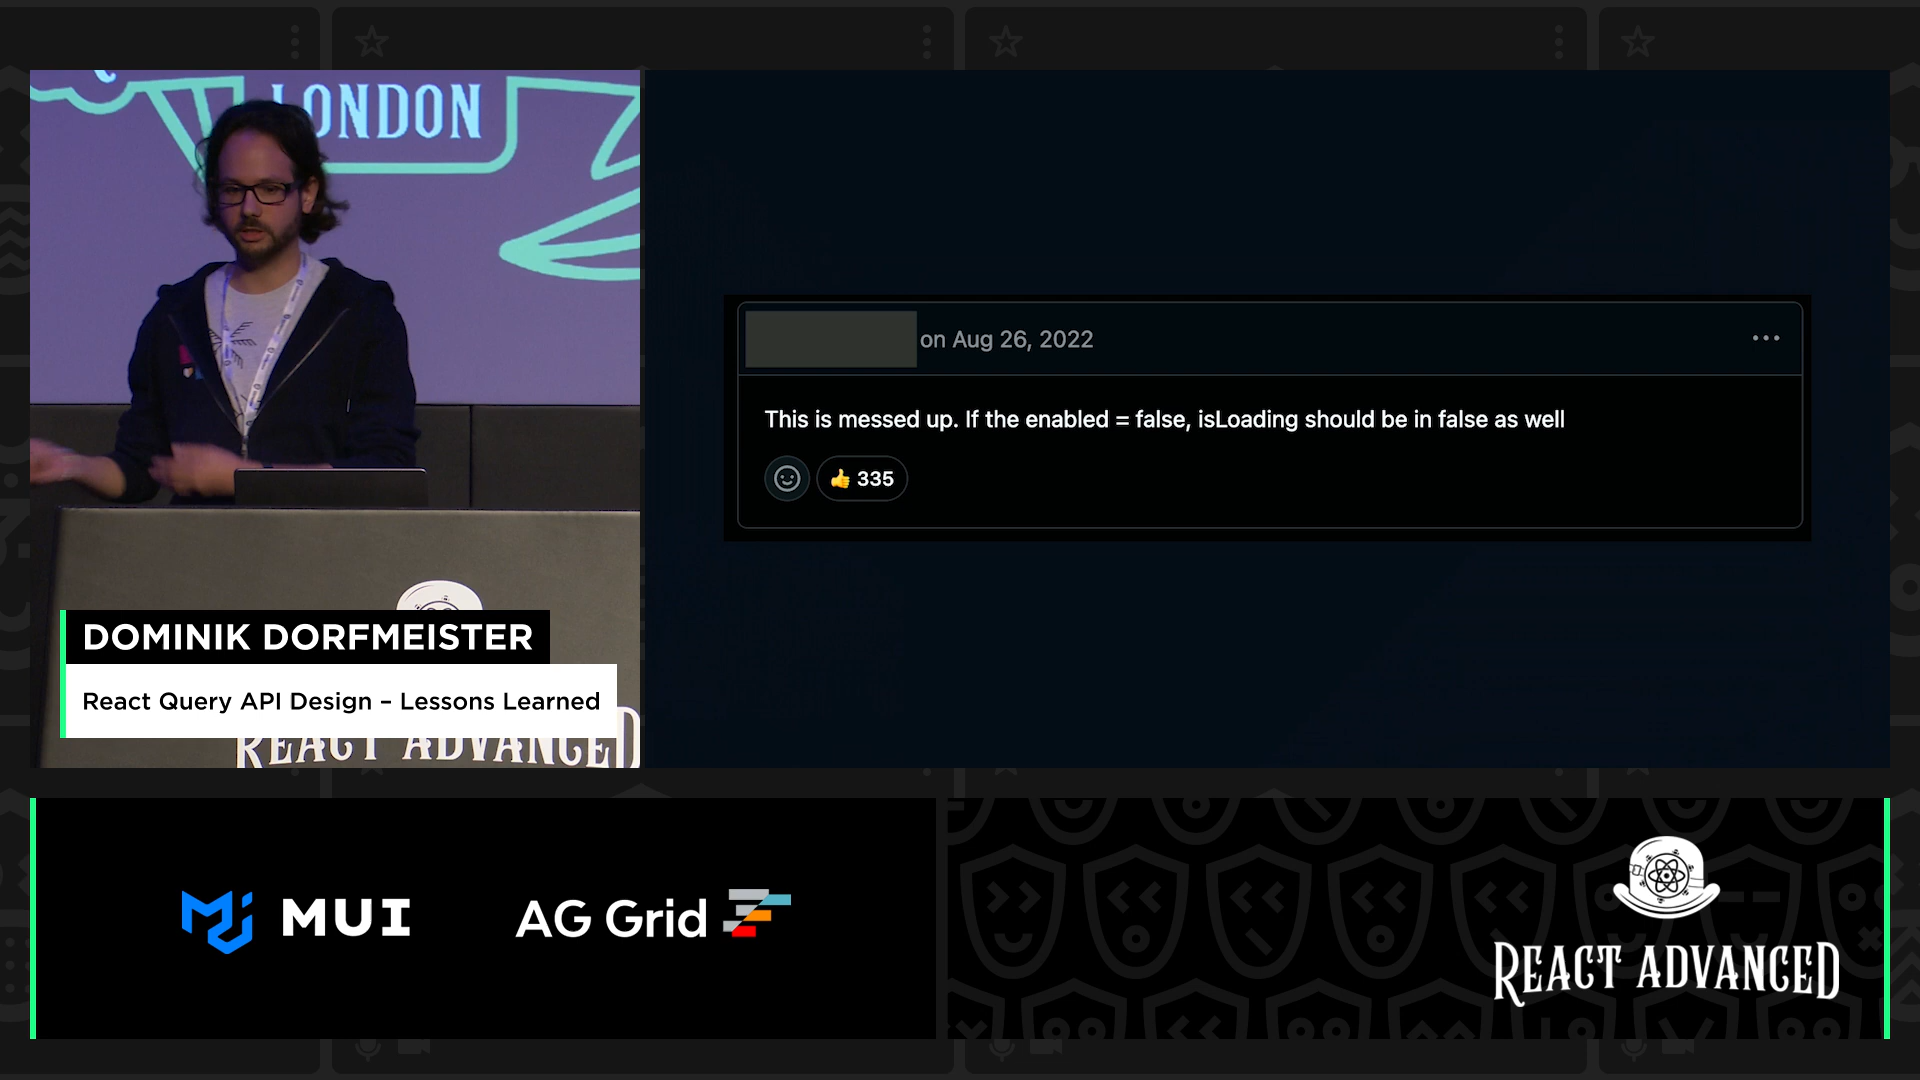 LONDON
on Aug 26, 2022
This is messed up. If the enabled = false, isLoading should be in false as well
👍 335
DOMINIK DORFMEISTER
React Query API Design – Lessons Learned
REACT ADVANCED
MUI
AG Grid
REACT ADVANCED